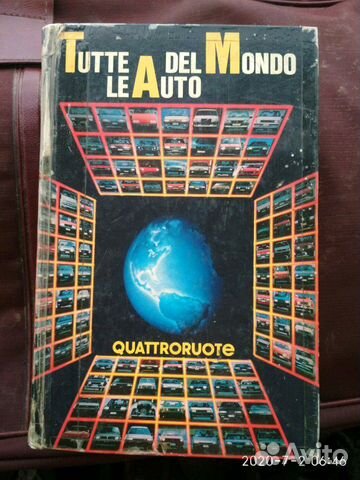 TUTTE DEL MONDO
LE AUTO
QUATTRORUOTE
2020-7-2 06:46
Avito